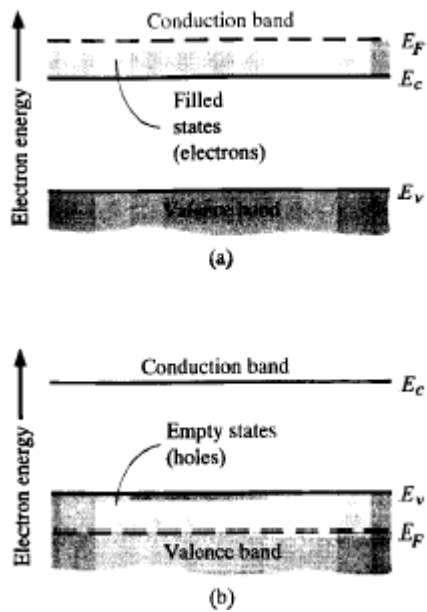 Conduction band
E_F
E_c
Filled
states
(electrons)
Electron energy
E_v
Valence band
(a)
Conduction band
E_c
Empty states
(holes)
Electron energy
E_v
E_F
Valence band
(b)